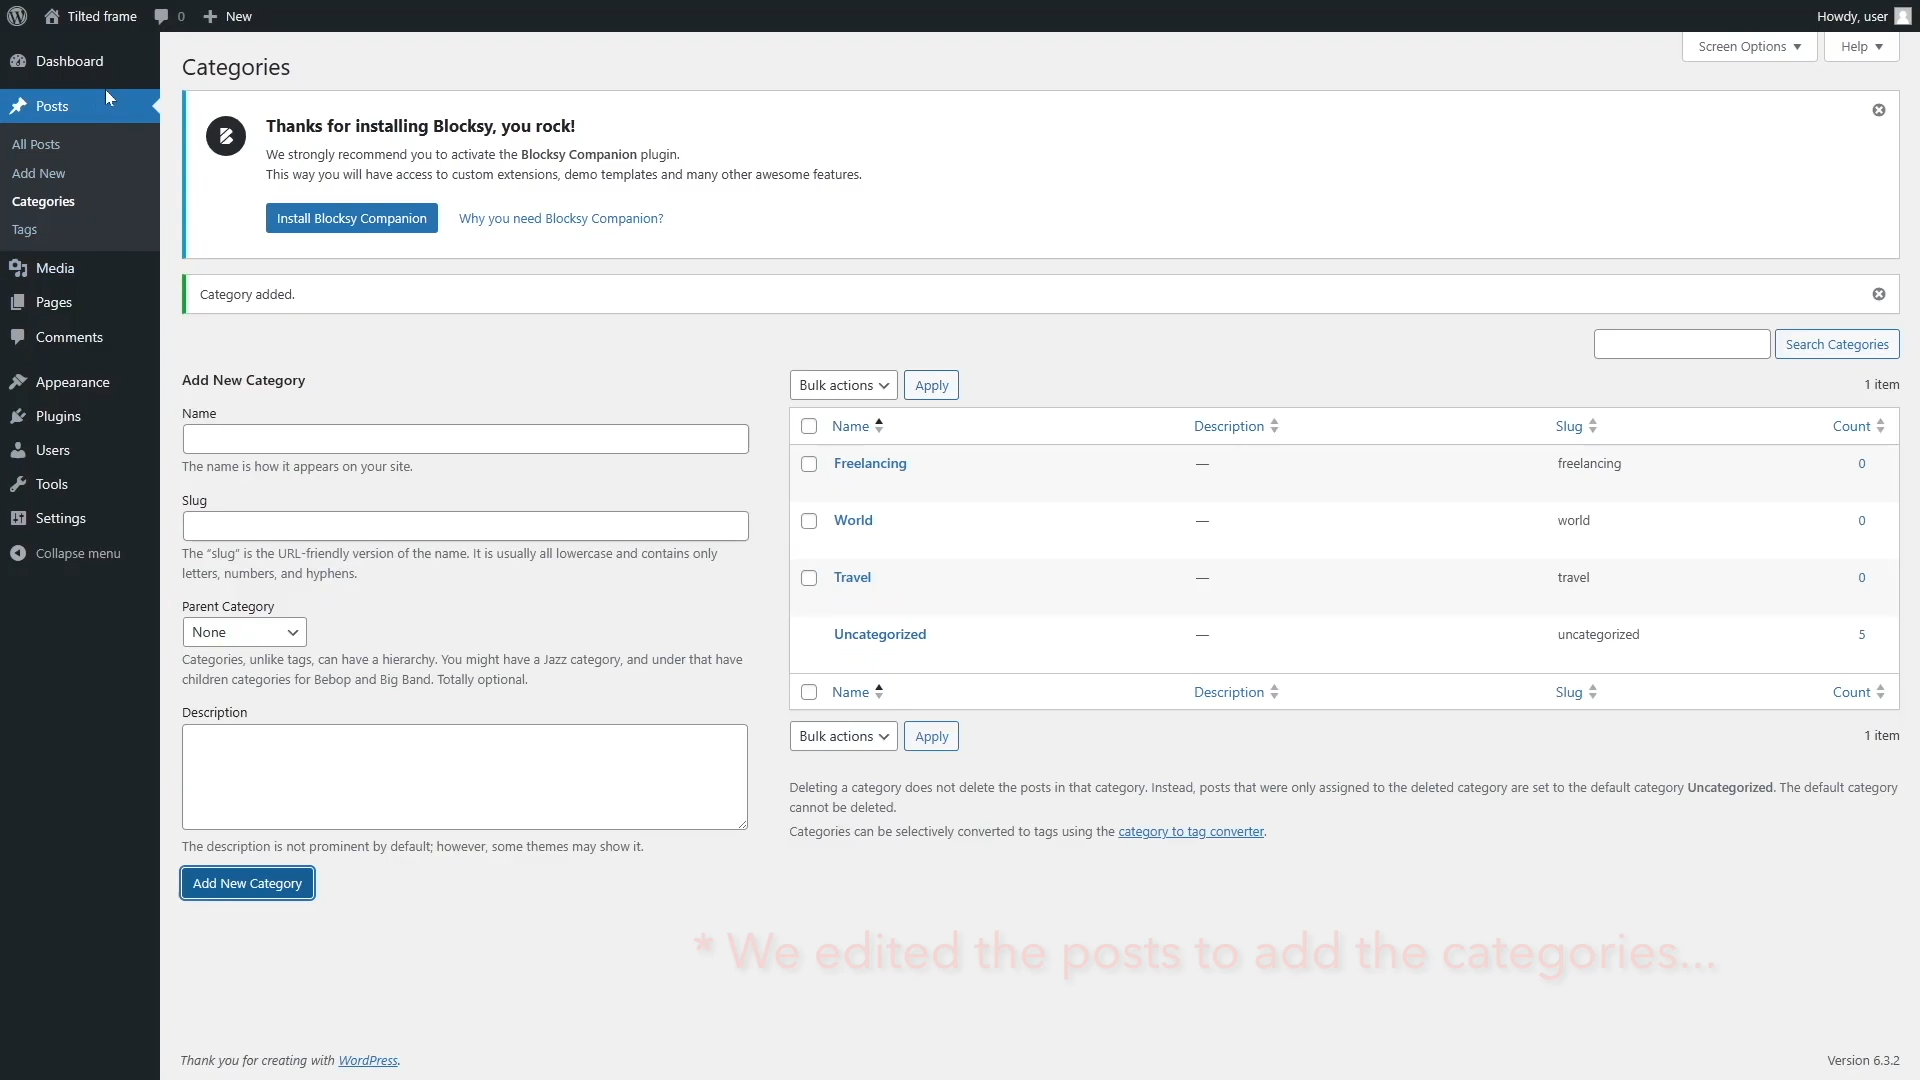 Tilted frame
0
New
Howdy, user
Dashboard
Posts
All Posts
Add New
Categories
Tags
Media
Pages
Comments
Appearance
Plugins
Users
Tools
Settings
Collapse menu
Screen Options
Help
Categories
Thanks for installing Blocksy, you rock!
We strongly recommend you to activate the Blocksy Companion plugin.
This way you will have access to custom extensions, demo templates and many other awesome features.
Install Blocksy Companion
Why you need Blocksy Companion?
Category added.
Search Categories
Add New Category
Name
The name is how it appears on your site.
Slug
The “slug” is the URL-friendly version of the name. It is usually all lowercase and contains only
letters, numbers, and hyphens.
Parent Category
None
Categories, unlike tags, can have a hierarchy. You might have a Jazz category, and under that have
children categories for Bebop and Big Band. Totally optional.
Description
The description is not prominent by default; however, some themes may show it.
Add New Category
Bulk actions
Apply
1 item
Name Description Slug Count
Freelancing — freelancing 0
World — world 0
Travel — travel 0
Uncategorized — uncategorized 5
Name Description Slug Count
Bulk actions
Apply
1 item
Deleting a category does not delete the posts in that category. Instead, posts that were only assigned to the deleted category are set to the default category Uncategorized. The default category
cannot be deleted.
Categories can be selectively converted to tags using the category to tag converter.
* We edited the posts to add the categories...
Thank you for creating with WordPress.
Version 6.3.2